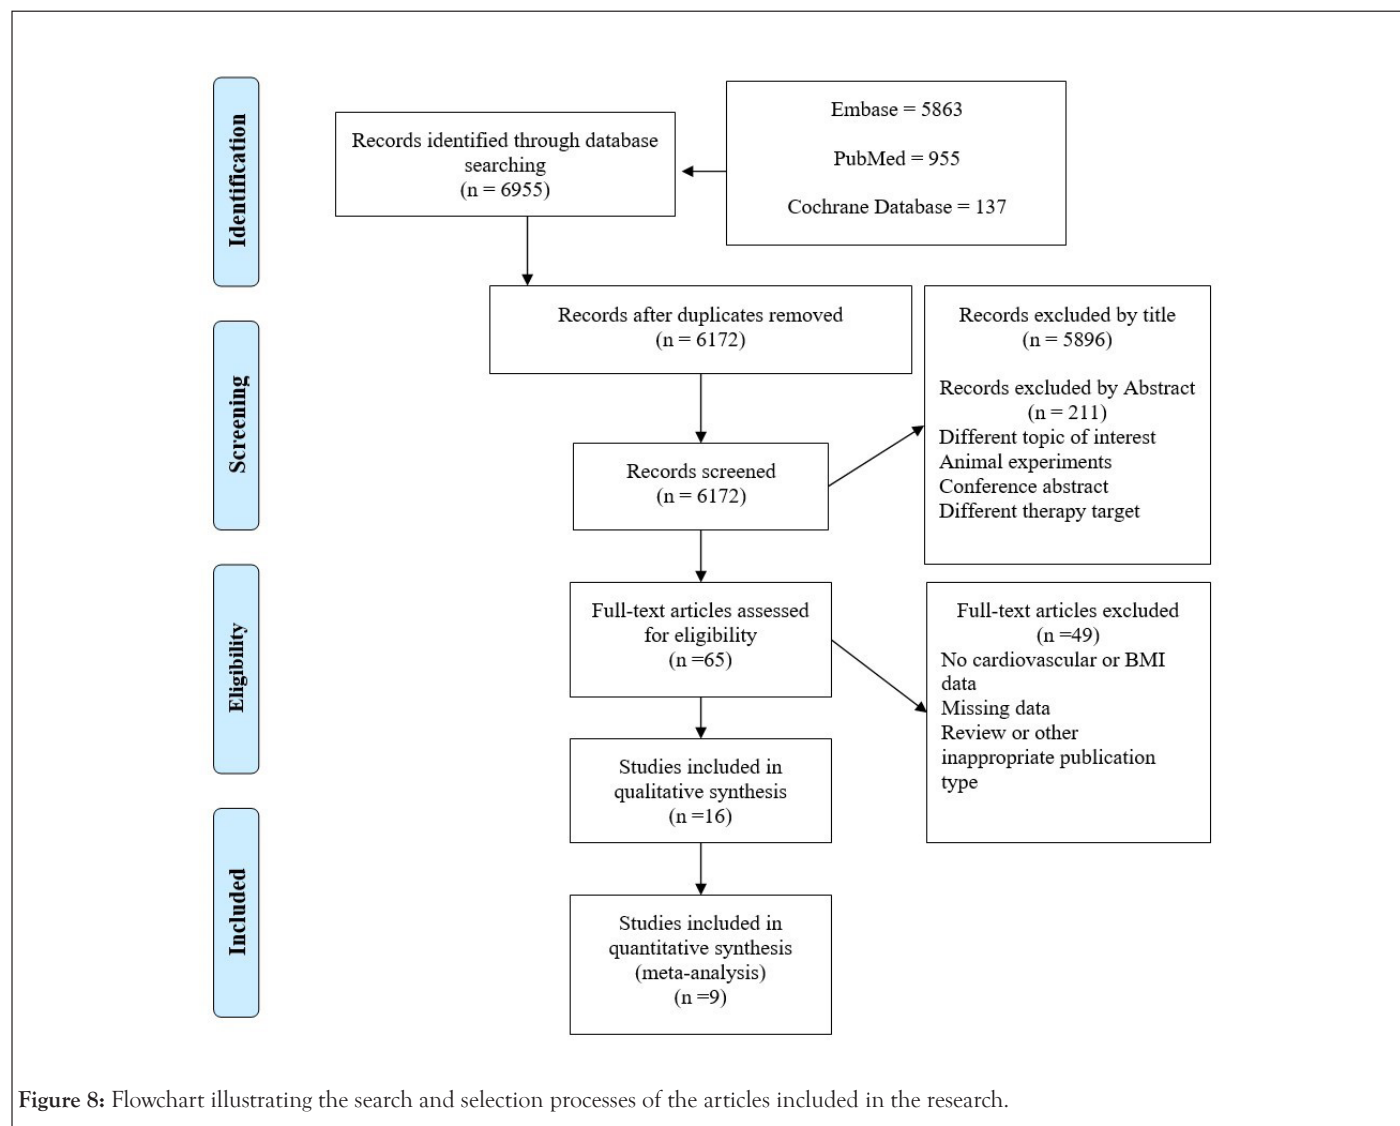 Identification
Records identified through database
searching
(n = 6955)
Embase = 5863
PubMed = 955
Cochrane Database = 137
Screening
Records after duplicates removed
(n = 6172)
Records excluded by title
(n = 5896)
Records excluded by Abstract
(n = 211)
Different topic of interest
Animal experiments
Conference abstract
Different therapy target
Records screened
(n = 6172)
Eligibility
Full-text articles assessed
for eligibility
(n =65)
Full-text articles excluded
(n =49)
No cardiovascular or BMI
data
Missing data
Review or other
inappropriate publication
type
Studies included in
qualitative synthesis
(n =16)
Included
Studies included in
quantitative synthesis
(meta-analysis)
(n =9)
Figure 8: Flowchart illustrating the search and selection processes of the articles included in the research.